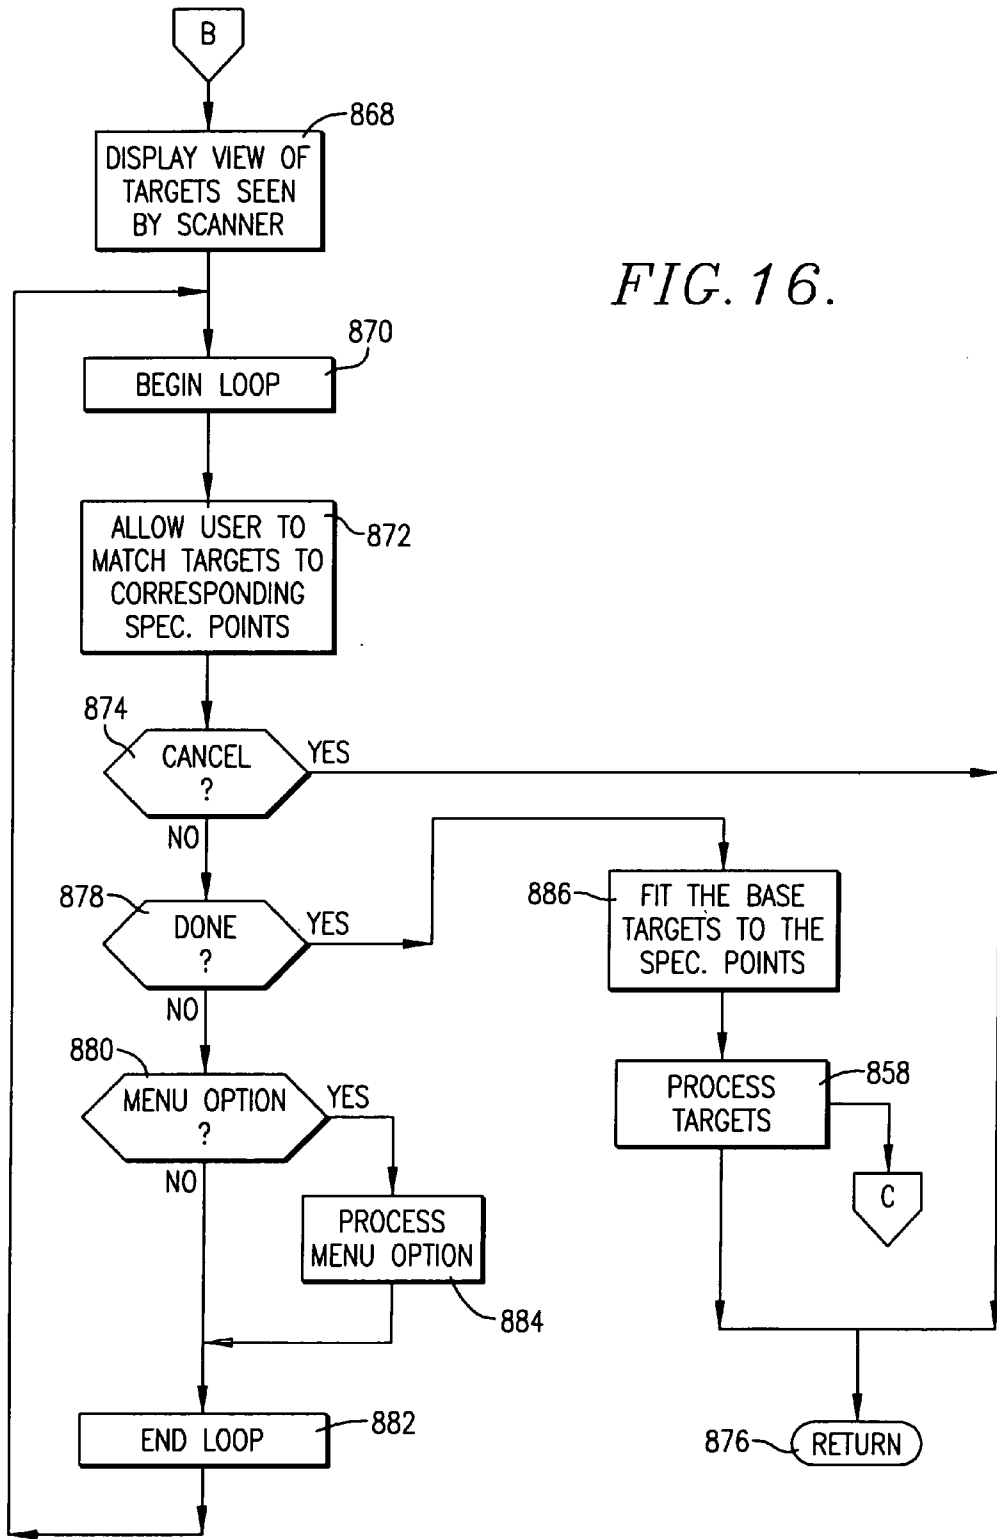 B
868
DISPLAY VIEW OF
TARGETS SEEN
BY SCANNER
FIG. 16.
870
BEGIN LOOP
ALLOW USER TO
MATCH TARGETS TO
CORRESPONDING
SPEC. POINTS
872
874
CANCEL
?
YES
NO
878
DONE
?
YES
NO
886
FIT THE BASE
TARGETS TO THE
SPEC. POINTS
880
MENU OPTION
?
YES
NO
PROCESS
TARGETS
858
C
PROCESS
MENU OPTION
884
END LOOP
882
876
RETURN